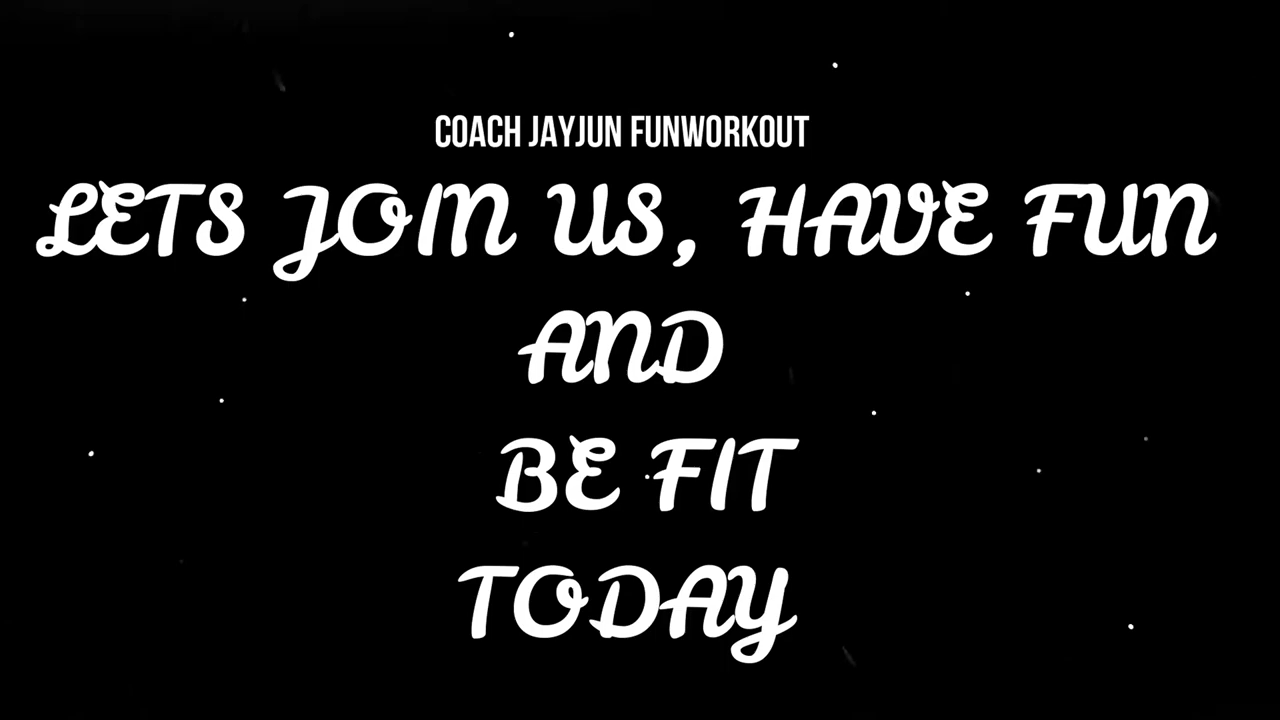 COACH JAYJUN FUNWORKOUT
LETS JOIN US, HAVE FUN
AND
BE FIT
TODAY